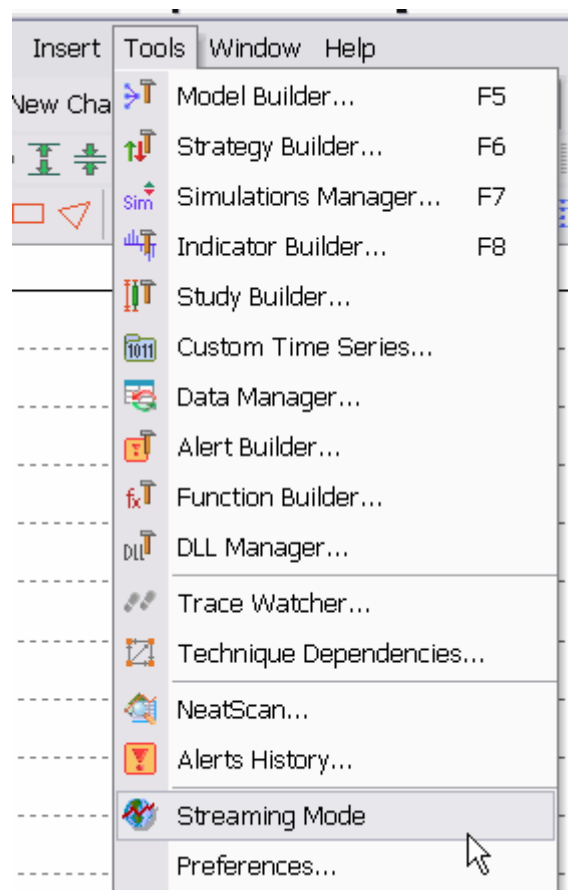 Insert Tools Window Help
New Cha
Model Builder... F5
Strategy Builder... F6
Sim Simulations Manager... F7
Indicator Builder... F8
Study Builder...
1011 Custom Time Series...
Data Manager...
Alert Builder...
fx Function Builder...
DLL DLL Manager...
Trace Watcher...
Technique Dependencies...
NeatScan...
Alerts History...
Streaming Mode
Preferences...